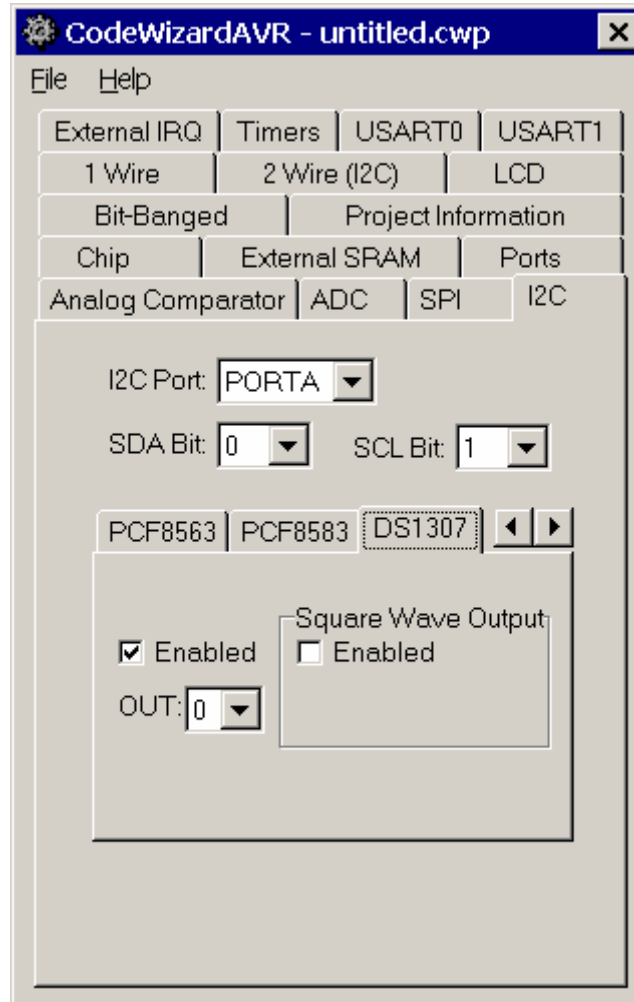 CodeWizardAVR - untitled.cwp
File Help
External IRQ Timers USART0 USART1
1 Wire 2 Wire (I2C) LCD
Bit-Banged Project Information
Chip External SRAM Ports
Analog Comparator ADC SPI I2C
I2C Port: PORTA
SDA Bit: 0 SCL Bit: 1
PCF8563 PCF8583 DS1307
Square Wave Output
Enabled Enabled
OUT: 0